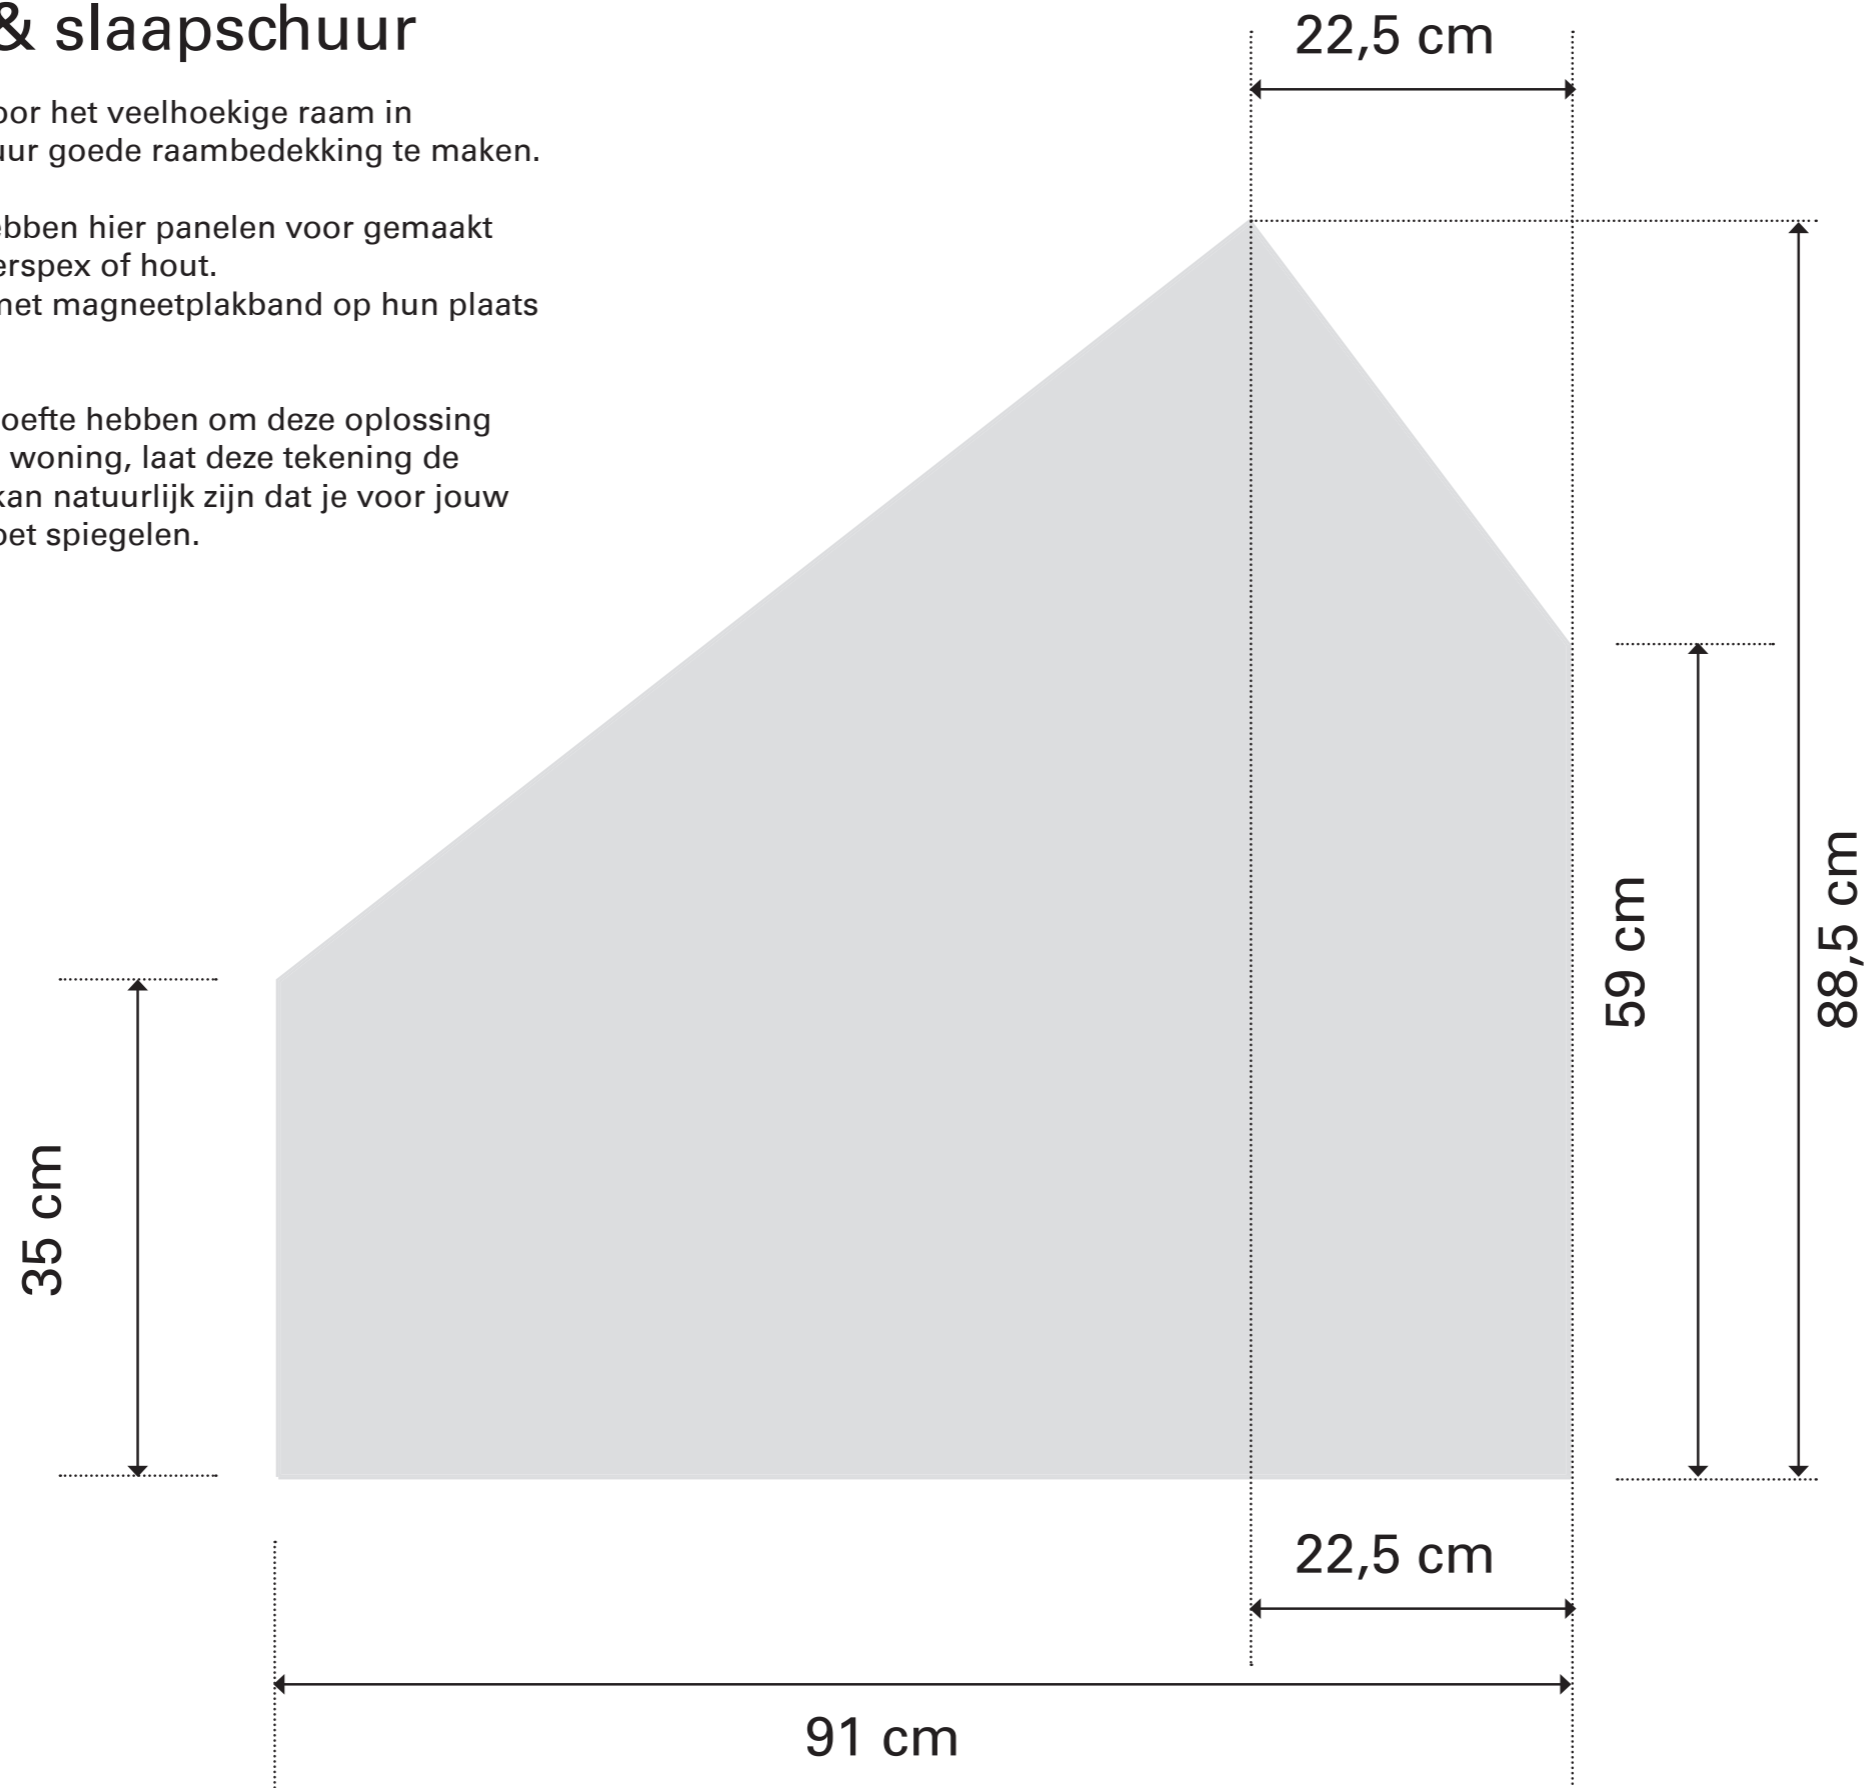 & slaapschuur
oor het veelhoekige raam in
uur goede raambedekking te maken.
ebben hier panelen voor gemaakt
erspex of hout.
met magneetplakband op hun plaats
oefte hebben om deze oplossing
woning, laat deze tekening de
kan natuurlijk zijn dat je voor jouw
oet spiegelen.
22,5 cm
88,5 cm
59 cm
35 cm
22,5 cm
91 cm